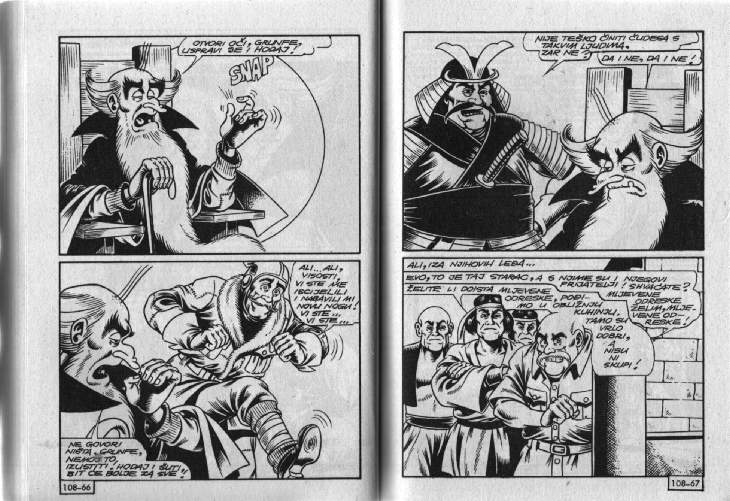 OTVORI OČI, GRUNFE,
USPRAVI SE I HODAJ!
SNAP
ALI... ALI,
VISOSTI,
VI STE ME
ISCIJELILI
I NABAVILI MI
NOVU NOGU!
VI STE...
VI STE...
NE GOVORI
NIŠTA, GRUNFE,
NEMOJ TO
IZUSTITI! HODAJ I ŠUTI,
BIT ĆE BOLJE ZA SVE!
108-66
NIJE TEŠKO ČINITI ČUDESA S
TAKVIM LJUDIMA,
ZAR NE?
DA I NE, DA I NE!
ALI, IZA NJIHOVIH LEĐA...
EVO, TO JE TAJ STARAC, A S NJIME SU I NJEGOVI
PRIJATELJI! SHVAĆATE?
ŽELITE LI DOISTA MLJEVENE
ODRESKE, POĐI-
MO U OBLIŽNJU
KUHINJU,
TAMO SU
VRLO
DOBRI,
A
NISU
NI
SKUPI!
MLJEVENE
ODRESKE
ŽELIM, MLJE-
VENE OD-
RESKE!
108-67